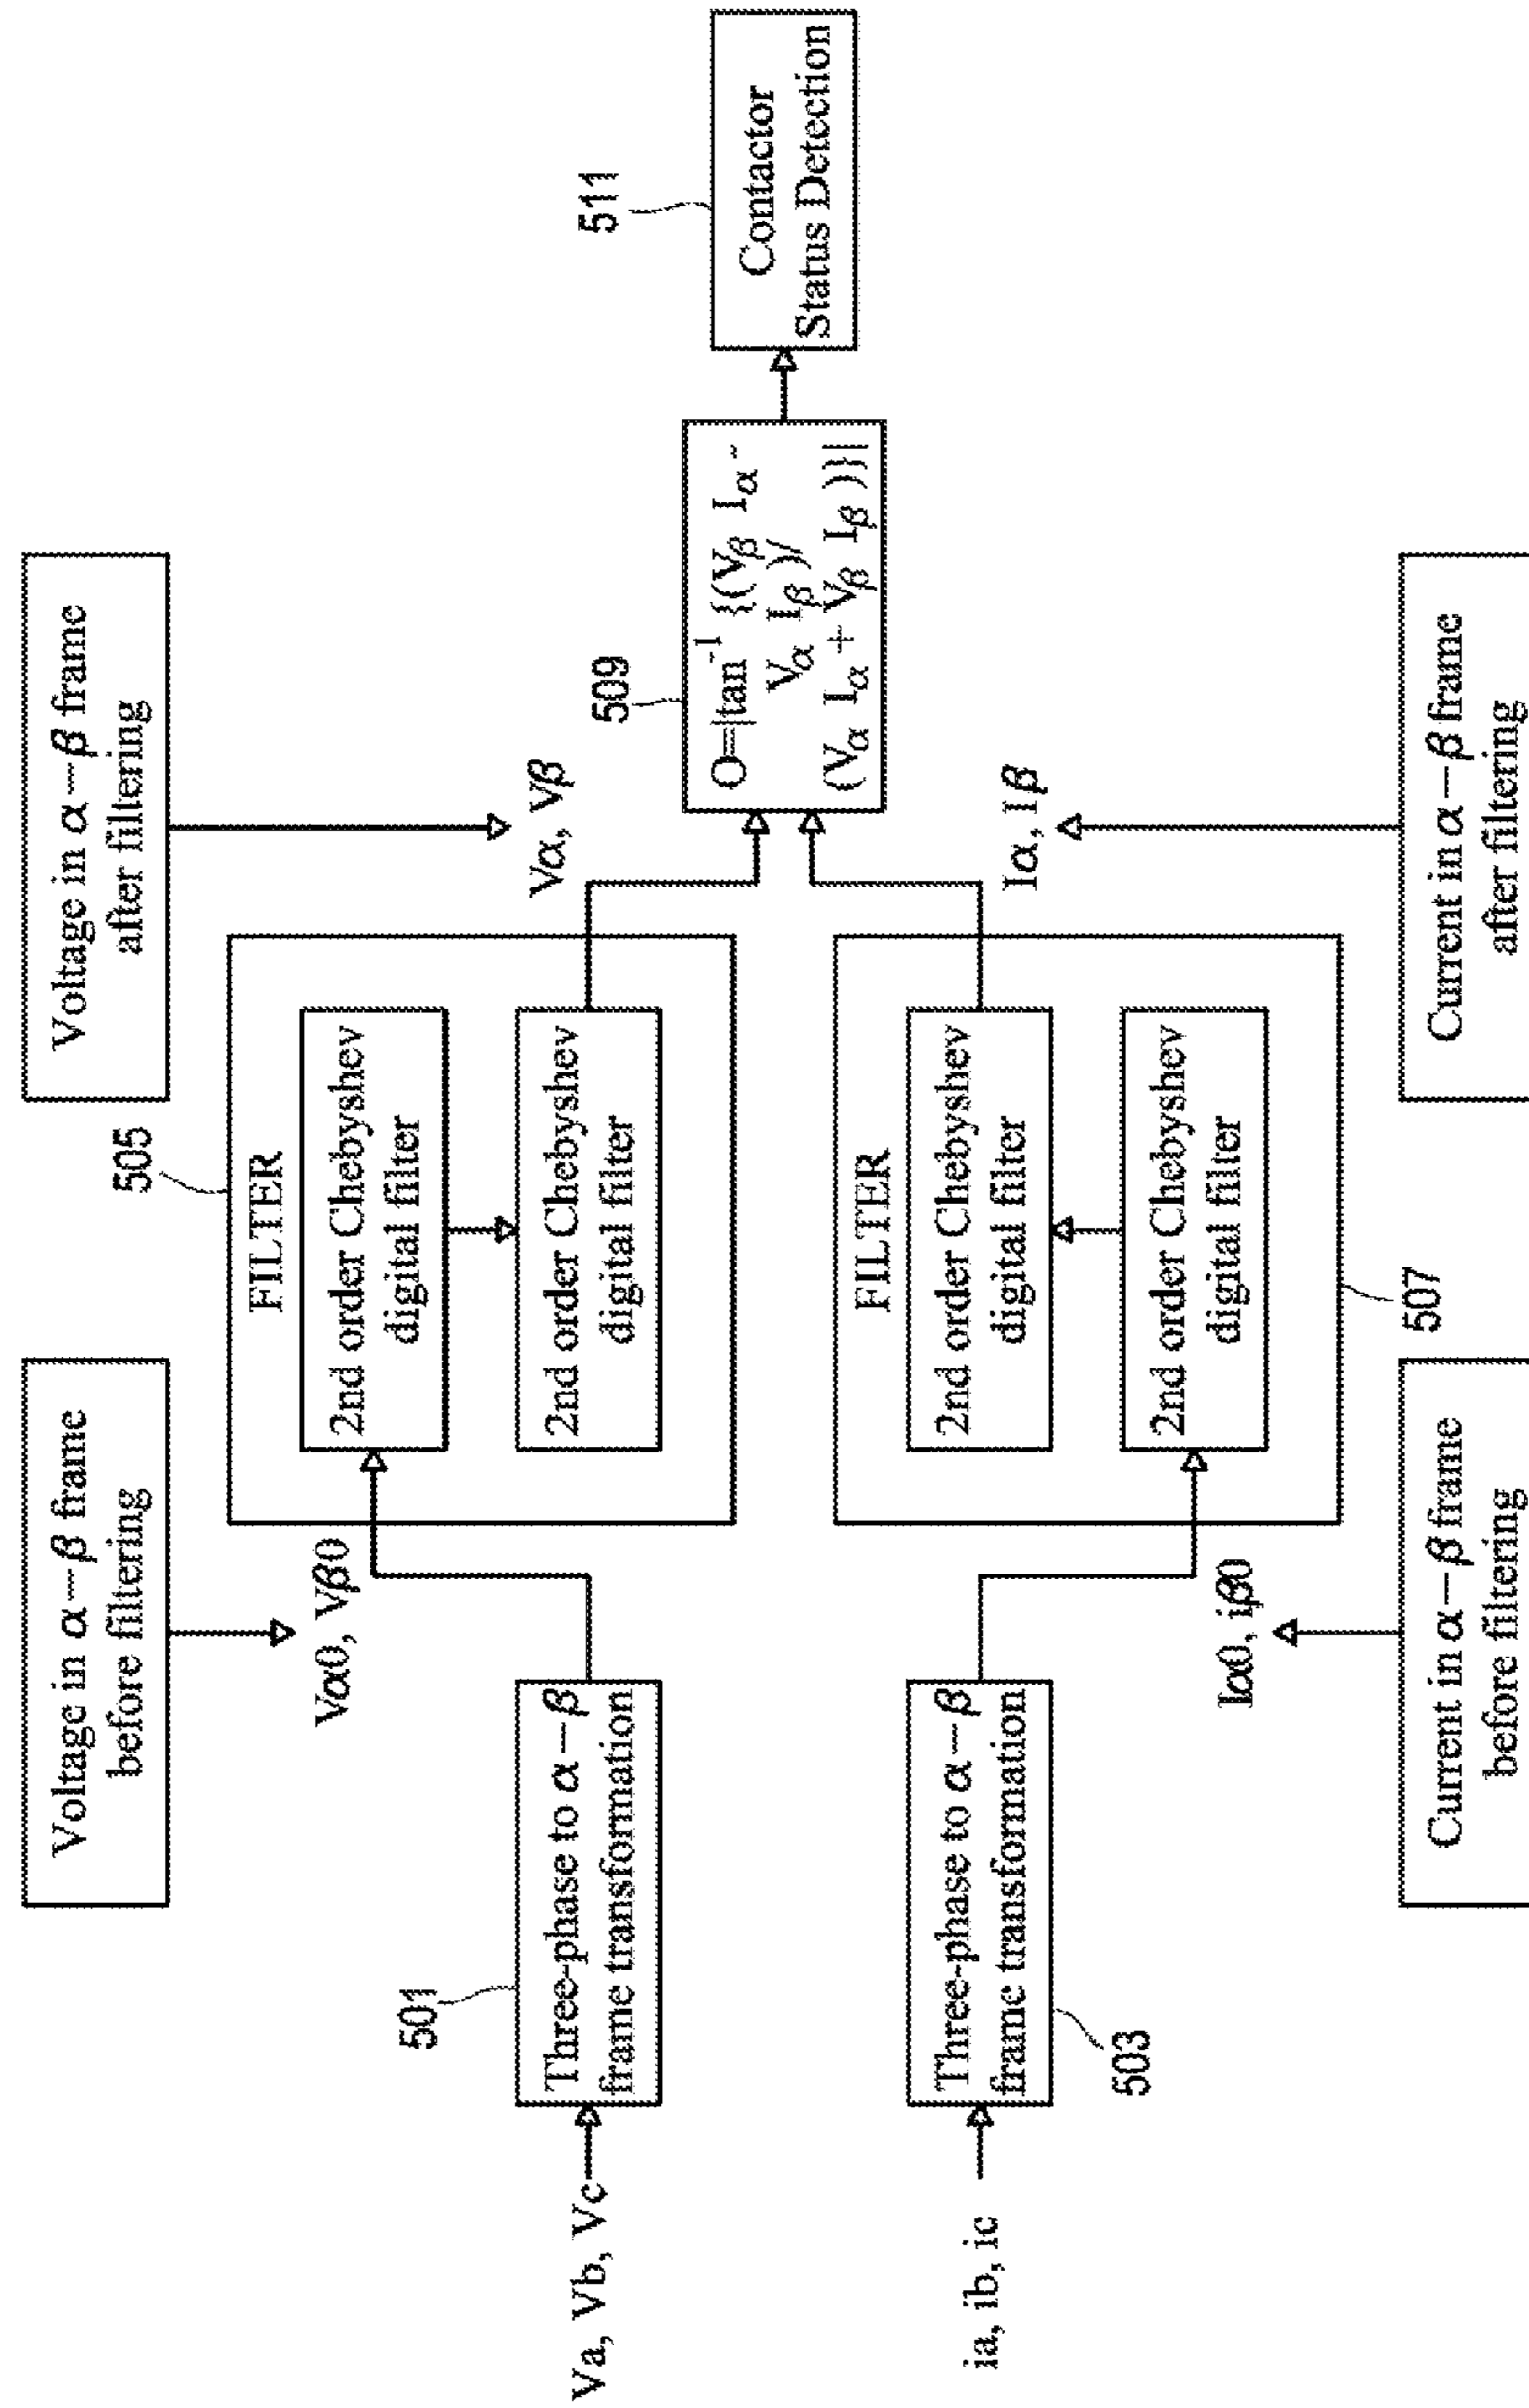 Voltage in α–β frame
before filtering
Voltage in α–β frame
after filtering
Vα0, Vβ0
505
FILTER
2nd order Chebyshev
digital filter
2nd order Chebyshev
digital filter
Vα, Vβ
501
Three-phase to α–β
frame transformation
Va, Vb, Vc
509
O=|tan⁻¹ {(Vβ Iα -
Vα Iβ )/
(Vα Iα + Vβ Iβ )}|
511
Contactor
Status Detection
FILTER
2nd order Chebyshev
digital filter
2nd order Chebyshev
digital filter
507
Iα, Iβ
ia, ib, ic
Three-phase to α–β
frame transformation
503
Iα0, iβ0
Current in α–β frame
before filtering
Current in α–β frame
after filtering